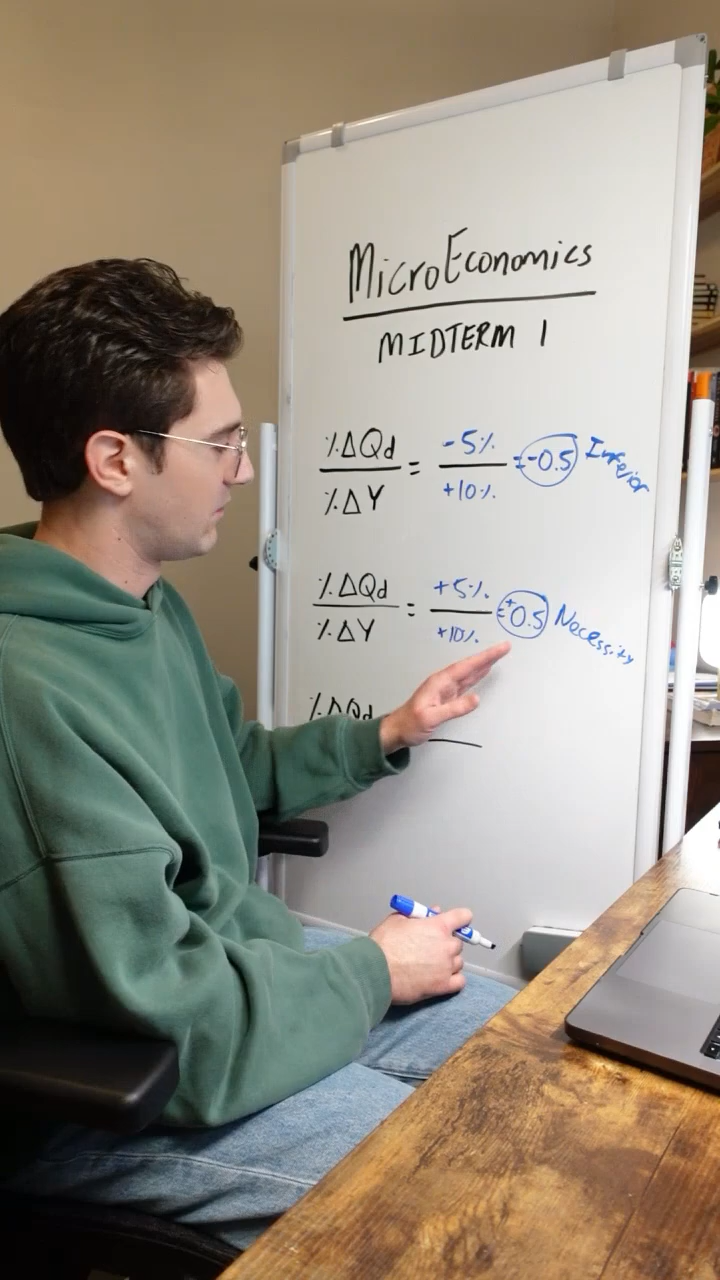 MicroEconomics
MIDTERM 1
%ΔQd / %ΔY = -5% / +10% = -0.5 Inferior
%ΔQd / %ΔY = +5% / +10% = +0.5 Necessity
%ΔQd